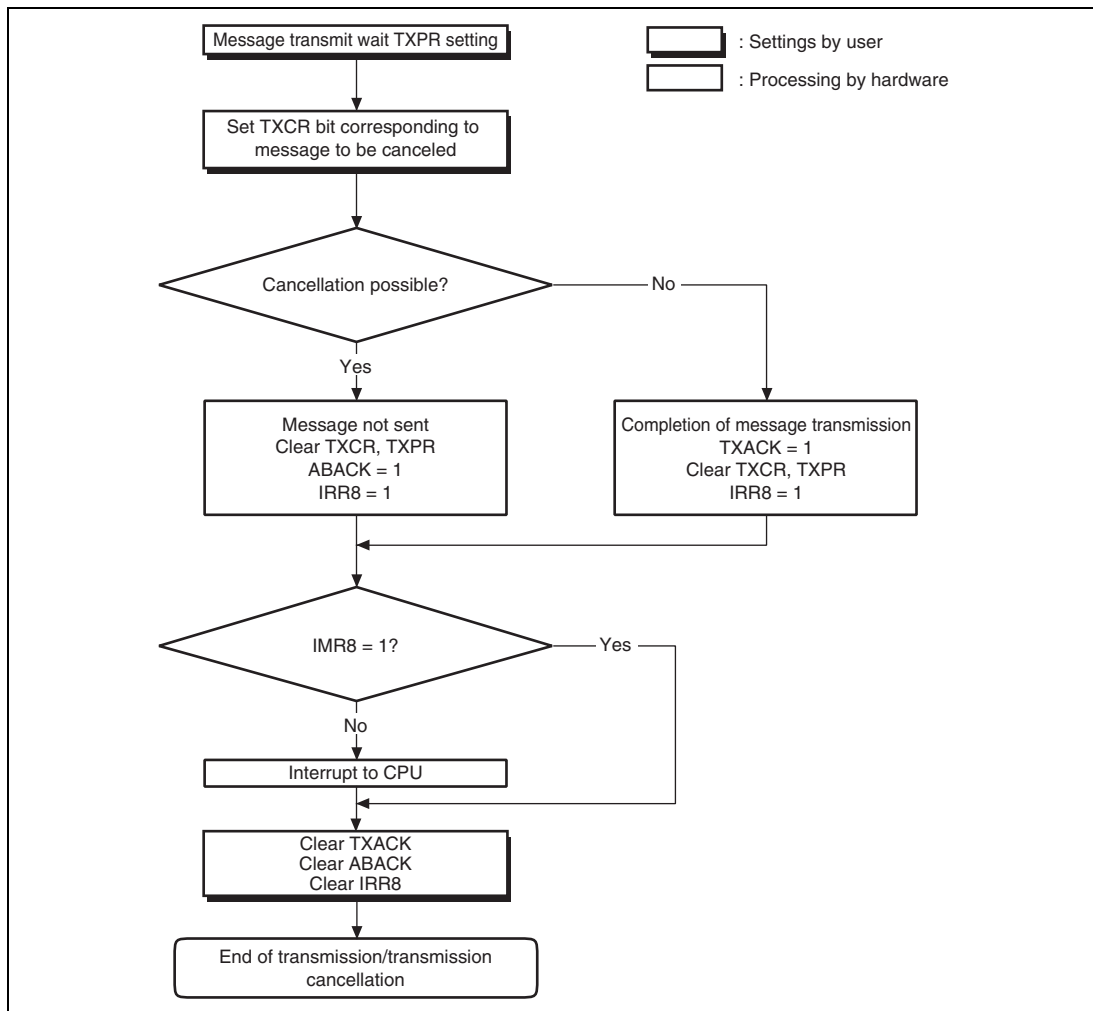 Message transmit wait TXPR setting
: Settings by user
: Processing by hardware
Set TXCR bit corresponding to
message to be canceled
Cancellation possible?
No
Yes
Message not sent
Clear TXCR, TXPR
ABACK = 1
IRR8 = 1
Completion of message transmission
TXACK = 1
Clear TXCR, TXPR
IRR8 = 1
IMR8 = 1?
Yes
No
Interrupt to CPU
Clear TXACK
Clear ABACK
Clear IRR8
End of transmission/transmission
cancellation